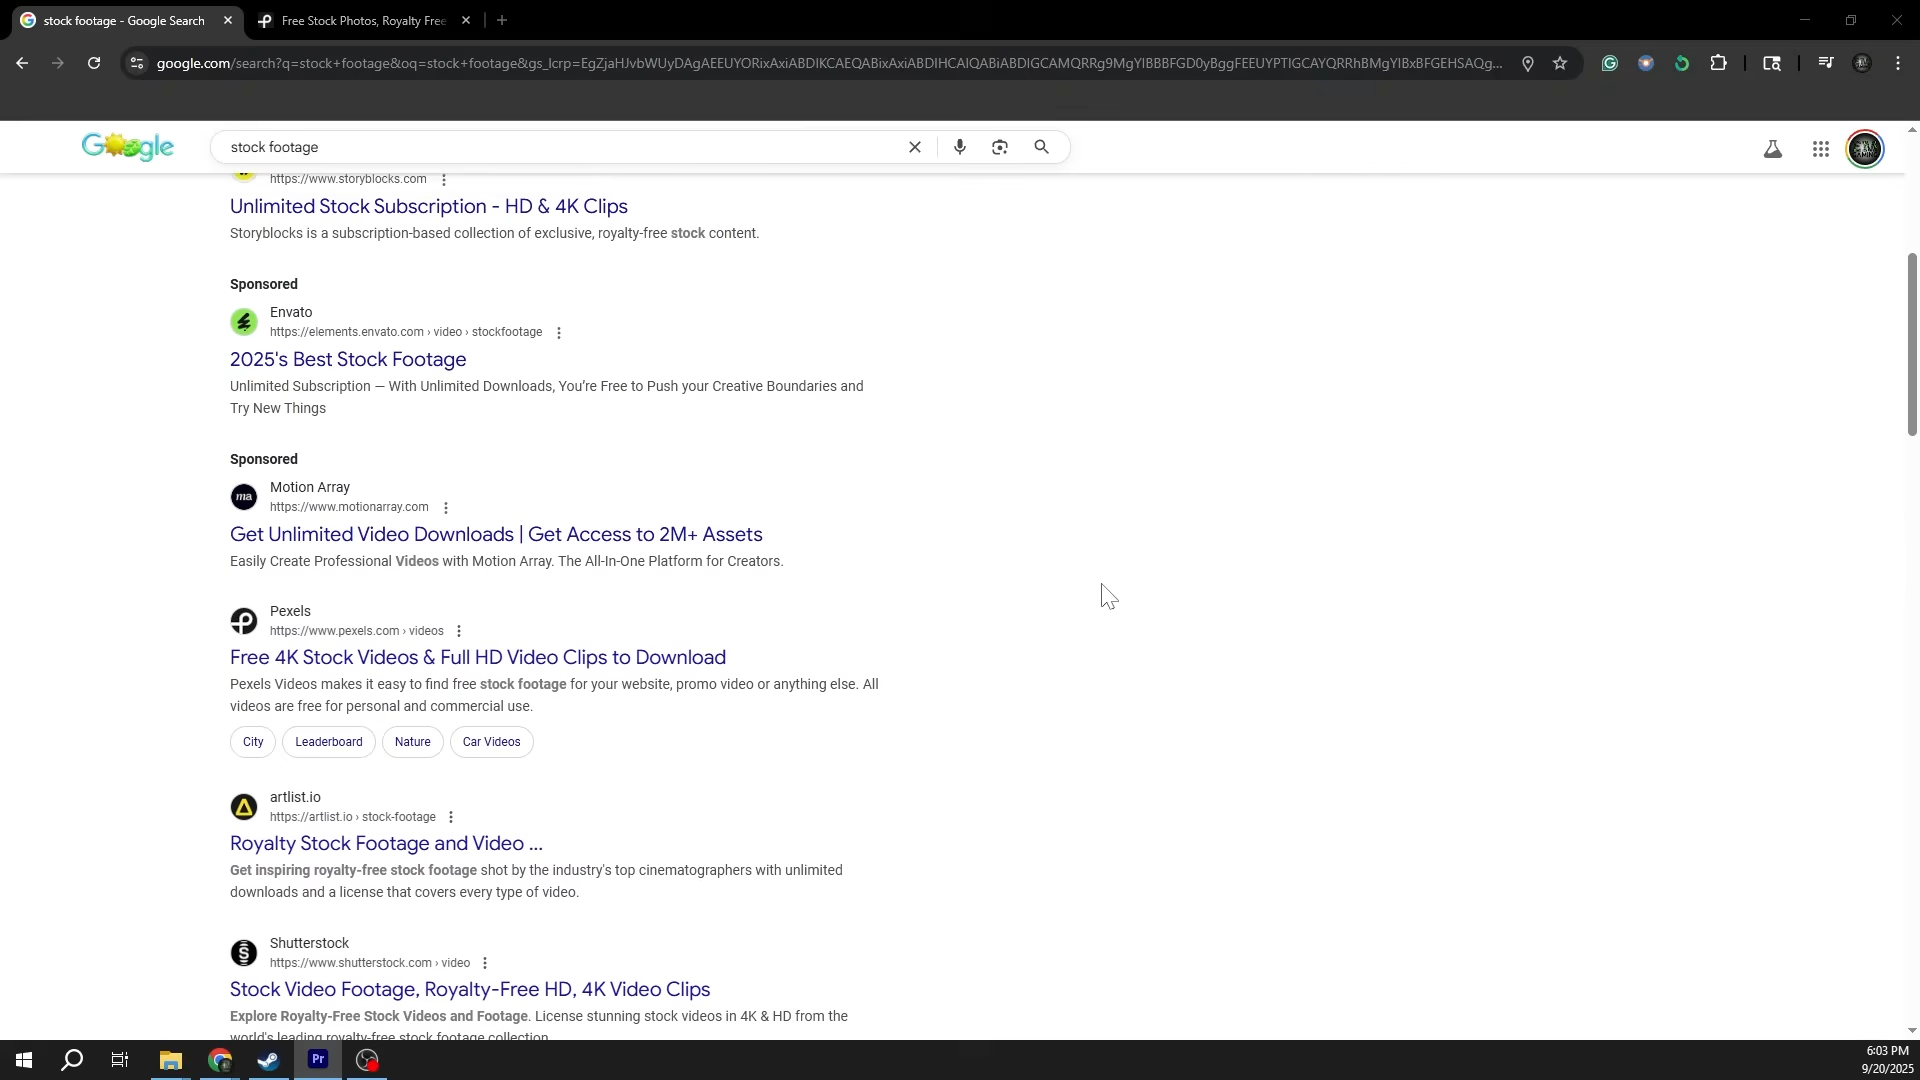 stock footage - Google Search
Free Stock Photos, Royalty Free
google.com/search?q=stock+footage&oq=stock+footage&gs_lcrp=
Google
stock footage
https://www.storyblocks.com
Unlimited Stock Subscription - HD & 4K Clips
Storyblocks is a subscription-based collection of exclusive, royalty-free stock content.
Sponsored
Envato
https://elements.envato.com › video › stockfootage
2025's Best Stock Footage
Unlimited Subscription — With Unlimited Downloads, You’re Free to Push your Creative Boundaries and
Try New Things
Sponsored
ma
Motion Array
https://www.motionarray.com
Get Unlimited Video Downloads | Get Access to 2M+ Assets
Easily Create Professional Videos with Motion Array. The All-In-One Platform for Creators.
Pexels
https://www.pexels.com › videos
Free 4K Stock Videos & Full HD Video Clips to Download
Pexels Videos makes it easy to find free stock footage for your website, promo video or anything else. All
videos are free for personal and commercial use.
City
Leaderboard
Nature
Car Videos
artlist.io
https://artlist.io › stock-footage
Royalty Stock Footage and Video ...
Get inspiring royalty-free stock footage shot by the industry's top cinematographers with unlimited
downloads and a license that covers every type of video.
Shutterstock
https://www.shutterstock.com › video
Stock Video Footage, Royalty-Free HD, 4K Video Clips
Explore Royalty-Free Stock Videos and Footage. License stunning stock videos in 4K & HD from the
world's leading royalty-free stock footage collection
Pr
6:03 PM
9/20/2025